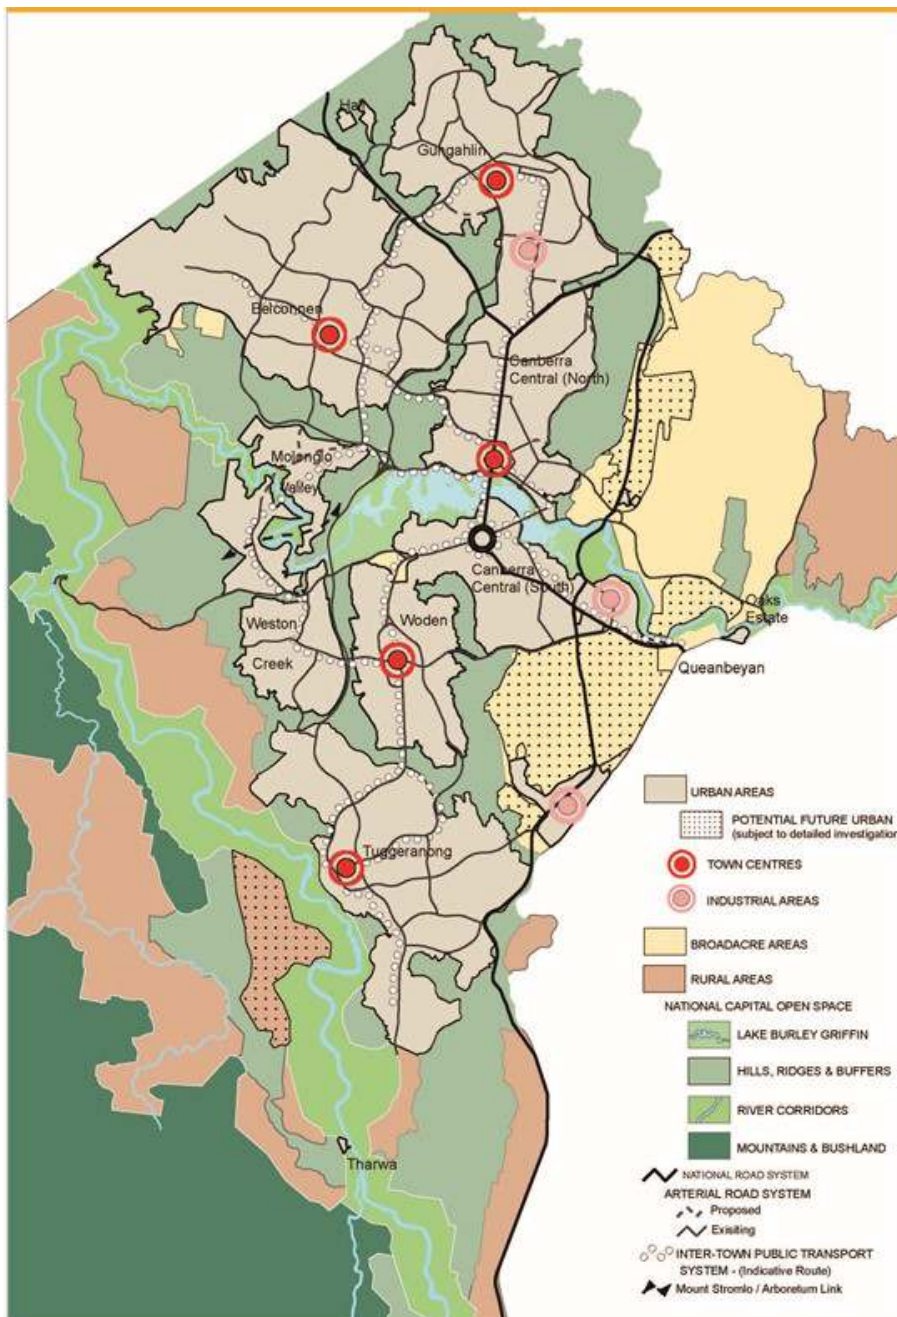 Hall
Gungahlin
Belconnen
Canberra
Central (North)
Molonglo
Valley
Canberra
Central (South)
Oaks
Estate
Weston
Creek
Woden
Queanbeyan
Tuggeranong
Tharwa
URBAN AREAS
POTENTIAL FUTURE URBAN
(subject to detailed investigation
TOWN CENTRES
INDUSTRIAL AREAS
BROADACRE AREAS
RURAL AREAS
NATIONAL CAPITAL OPEN SPACE
LAKE BURLEY GRIFFIN
HILLS, RIDGES & BUFFERS
RIVER CORRIDORS
MOUNTAINS & BUSHLAND
NATIONAL ROAD SYSTEM
ARTERIAL ROAD SYSTEM
Proposed
Exisiting
INTER-TOWN PUBLIC TRANSPORT
SYSTEM - (Indicative Route)
Mount Stromlo / Arboretum Link